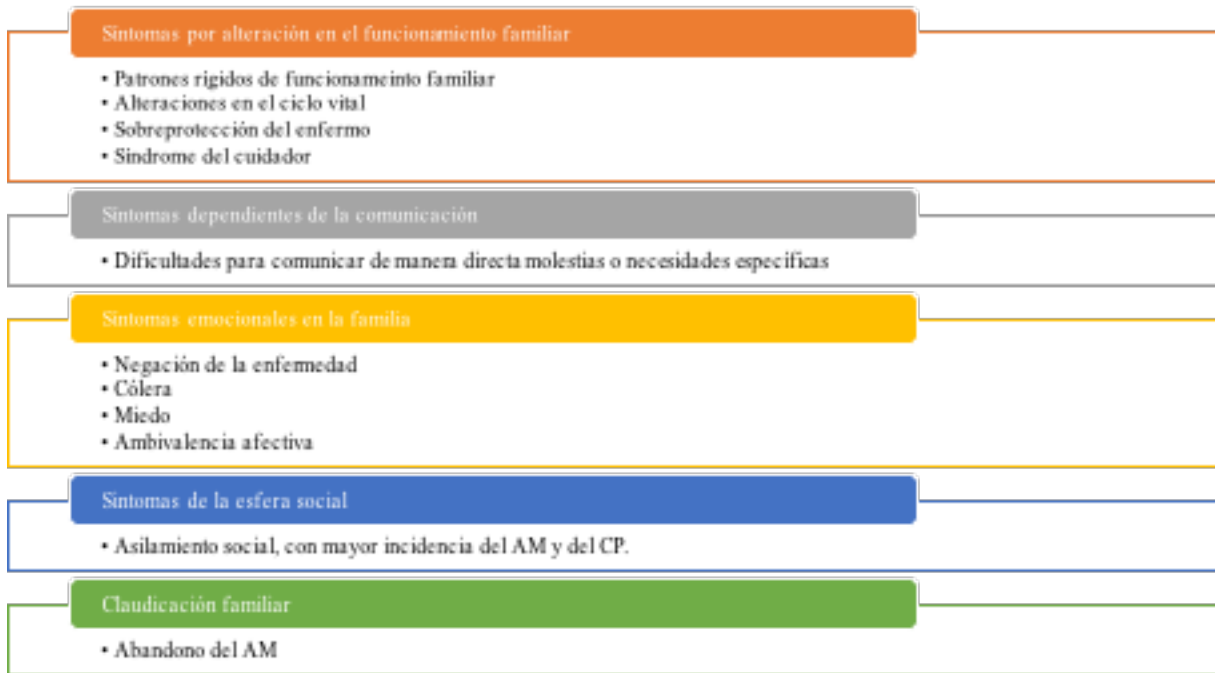 Síntomas por alteración en el funcionamiento familiar
• Patrones rígidos de funcionameinto familiar
• Alteraciones en el ciclo vital
• Sobreprotección del enfermo
• Síndrome del cuidador
Síntomas dependientes de la comunicación
• Dificultades para comunicar de manera directa molestias o necesidades específicas
Síntomas emocionales en la familia
• Negación de la enfermedad
• Cólera
• Miedo
• Ambivalencia afectiva
Síntomas de la esfera social
• Asilamiento social, con mayor incidencia del AM y del CP.
Claudicación familiar
• Abandono del AM